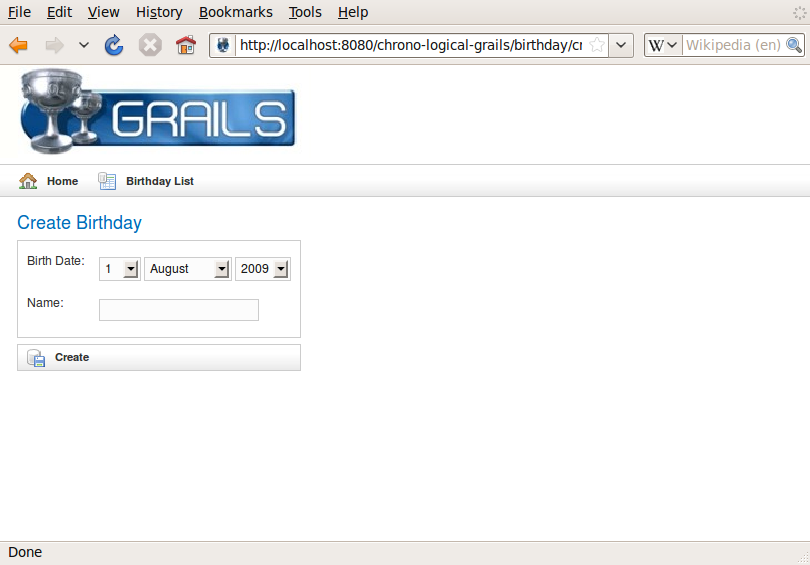 File Edit View History Bookmarks Tools Help
http://localhost:8080/chrono-logical-grails/birthday/cr W Wikipedia (en)
GRAILS
Home Birthday List
Create Birthday
Birth Date: 1 August 2009
Name:
Create
Done